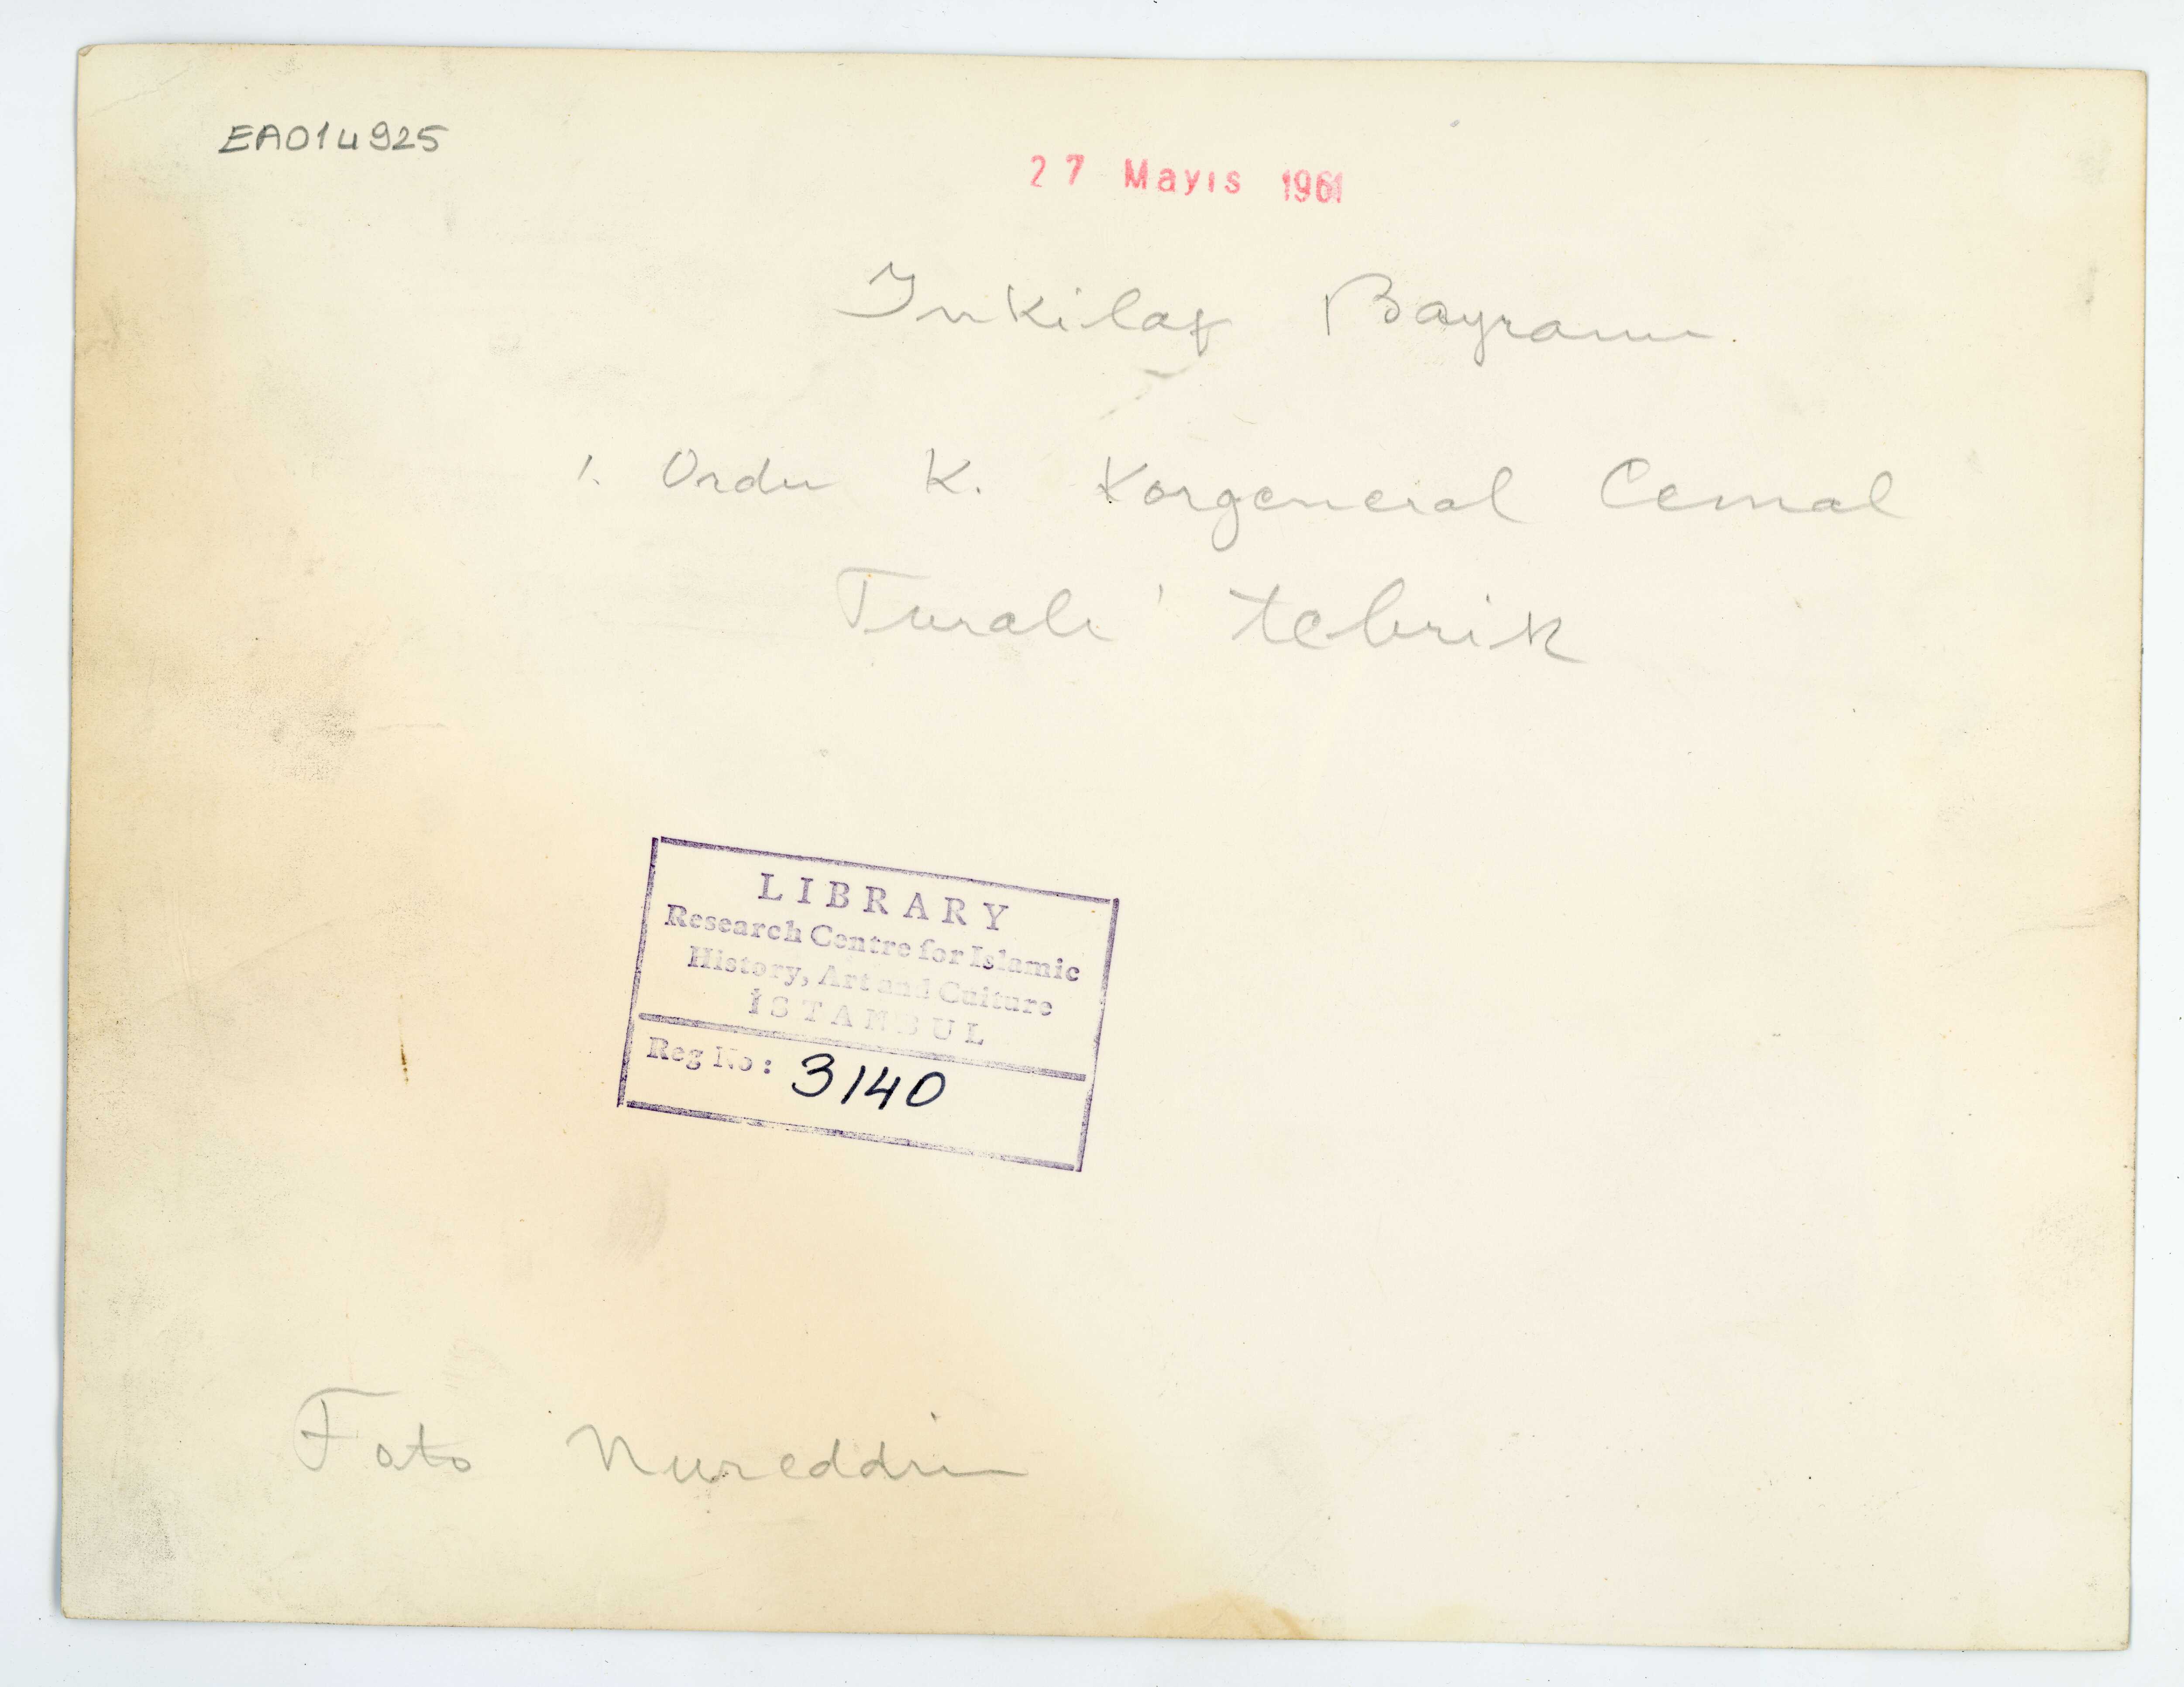 EA014925
27 Mayıs 1961
Inkilap Bayramı
1. Ordu K. Korgeneral Cemal
Tural ı tebrik
LIBRARY
Research Centre for Islamic
History, Art and Culture
İSTANBUL
Reg No: 3140
Foto Nureddin